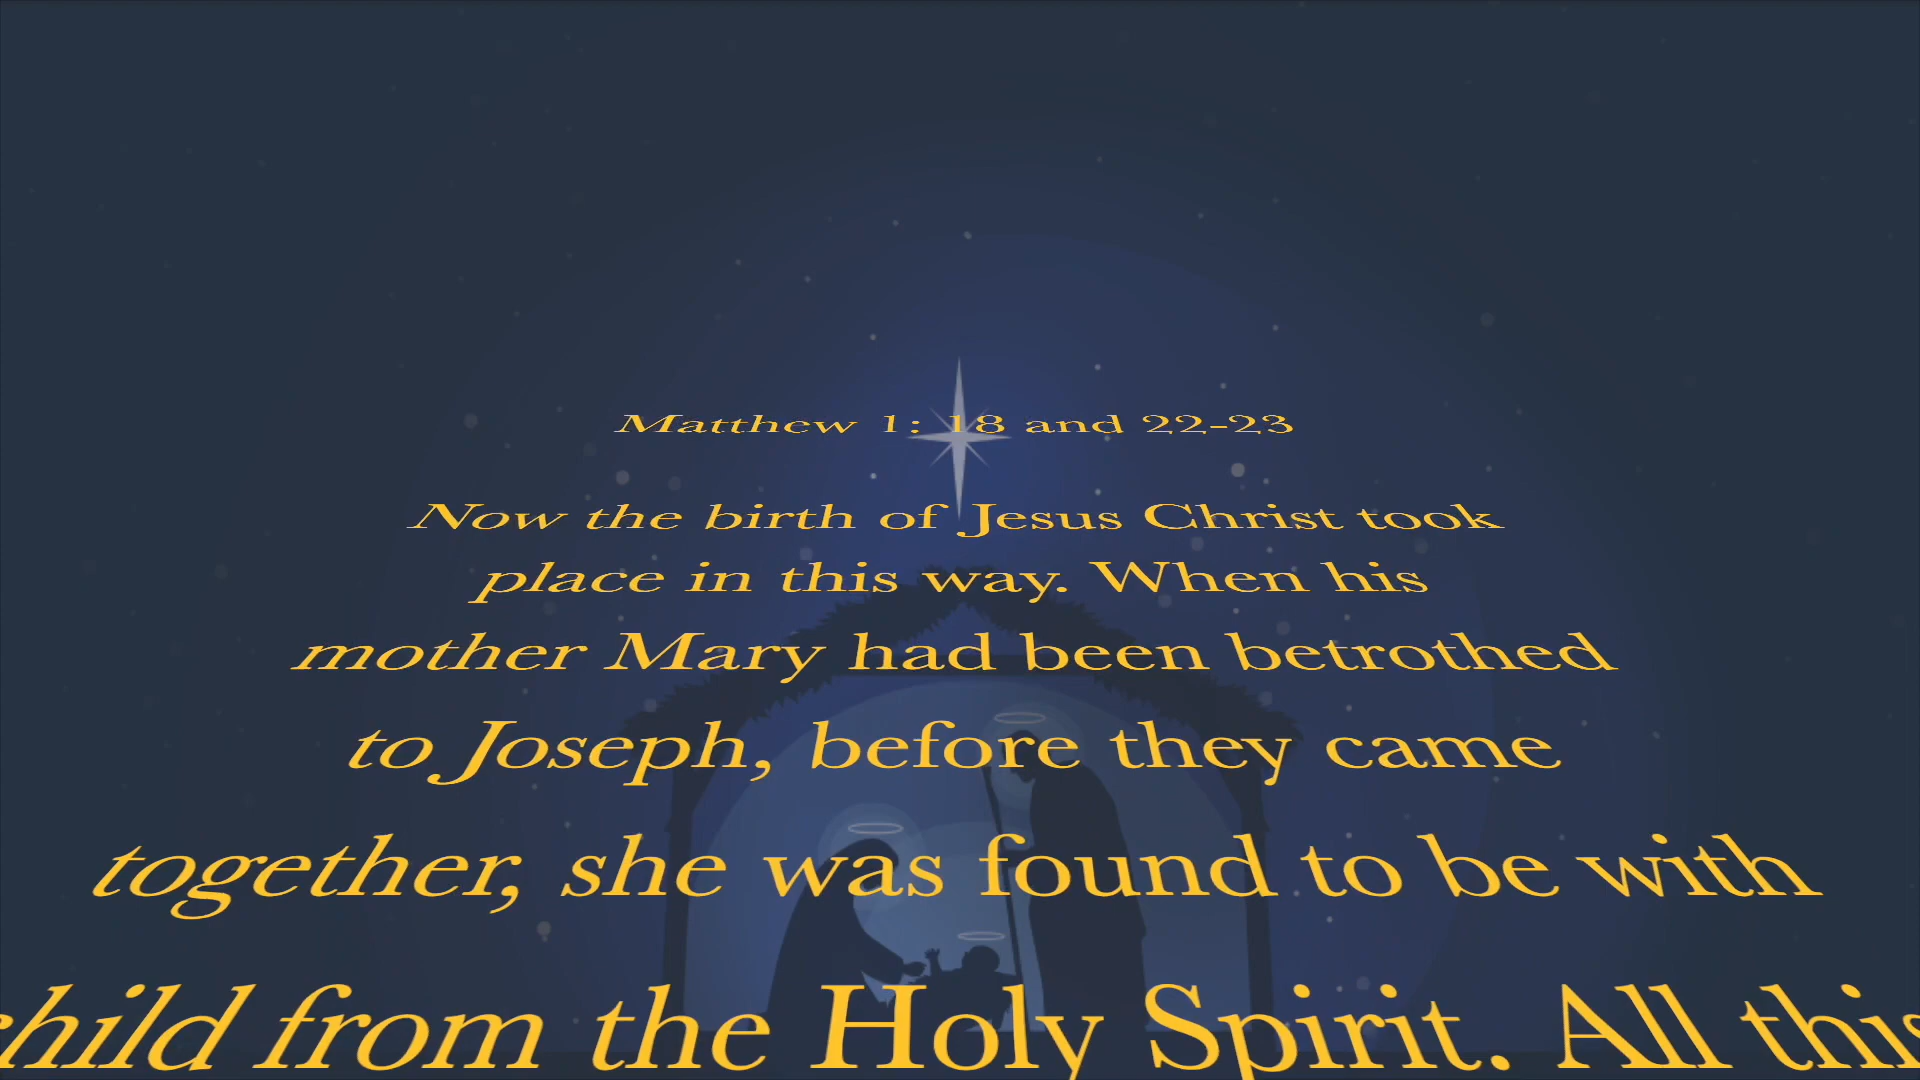 Matthew 1: 18 and 22-23
Now the birth of Jesus Christ took
place in this way. When his
mother Mary had been betrothed
to Joseph, before they came
together, she was found to be with
child from the Holy Spirit. All this